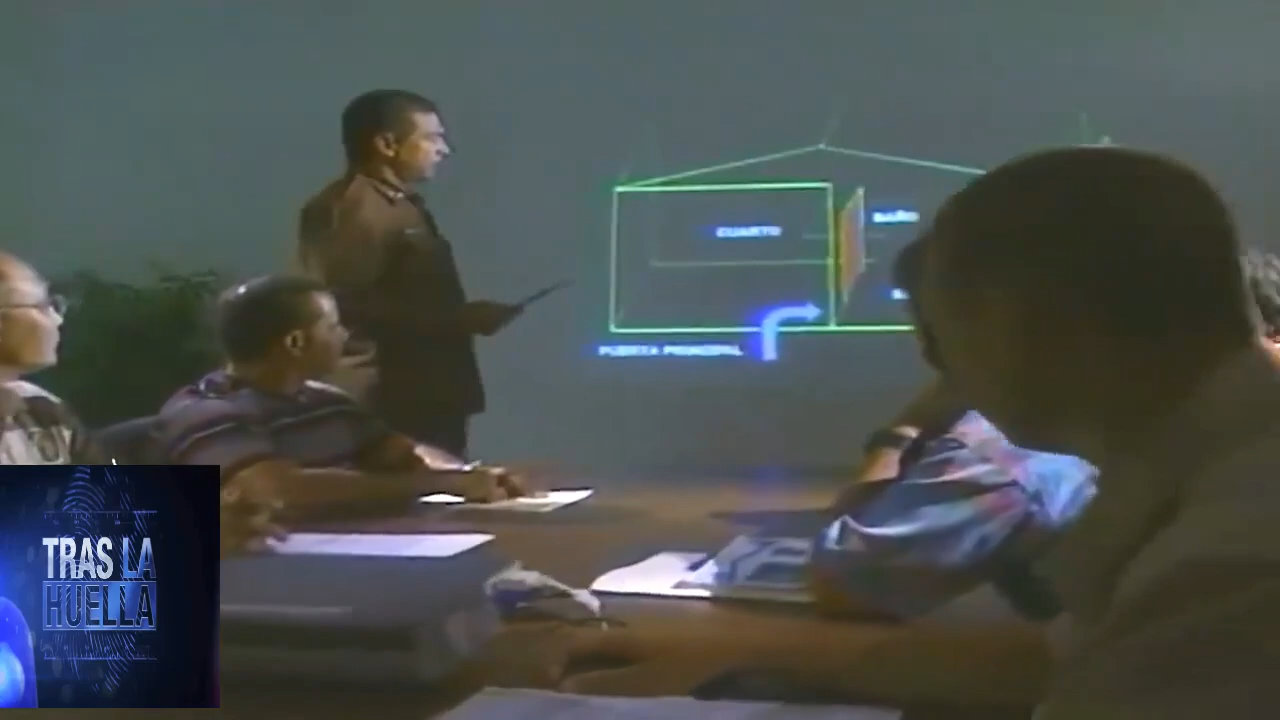 CUARTO
BAÑO
PUERTA PRINCIPAL
TRAS LA
HUELLA